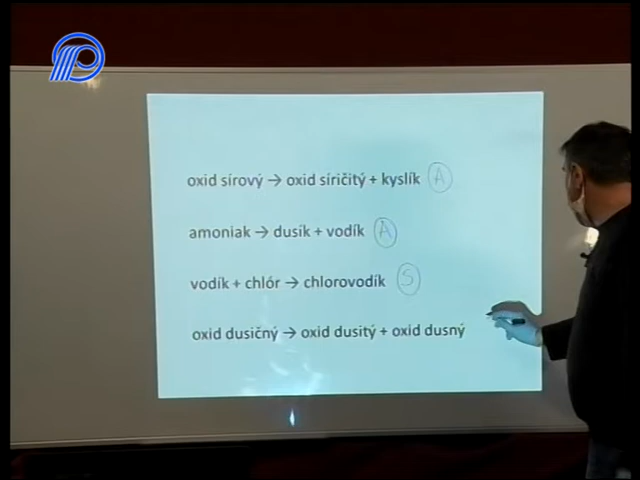 oxid sírový → oxid siričitý + kyslík A
amoniak → dusík + vodík A
vodík + chlór → chlorovodík S
oxid dusičný → oxid dusitý + oxid dusný